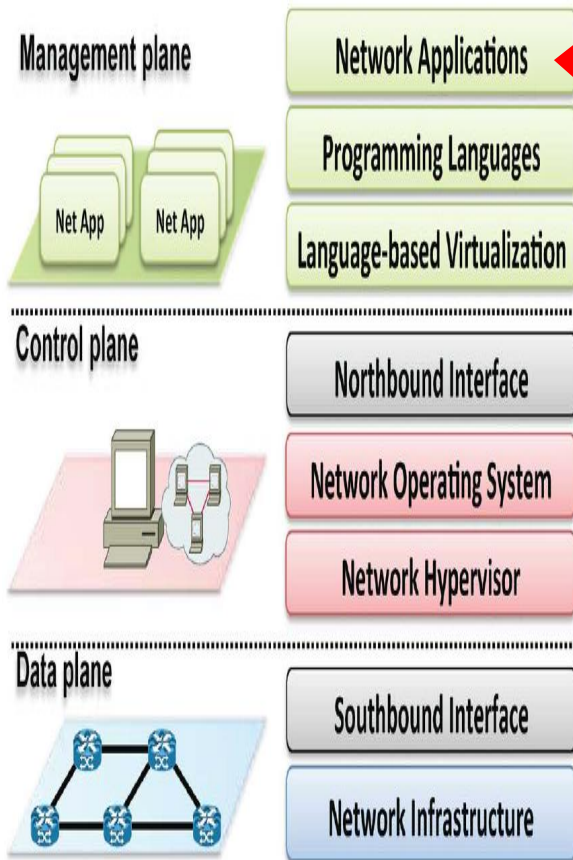 Management plane
Network Applications
Programming Languages
Net App
Net App
Language-based Virtualization
Control plane
Northbound Interface
Network Operating System
Network Hypervisor
Data plane
Southbound Interface
Network Infrastructure